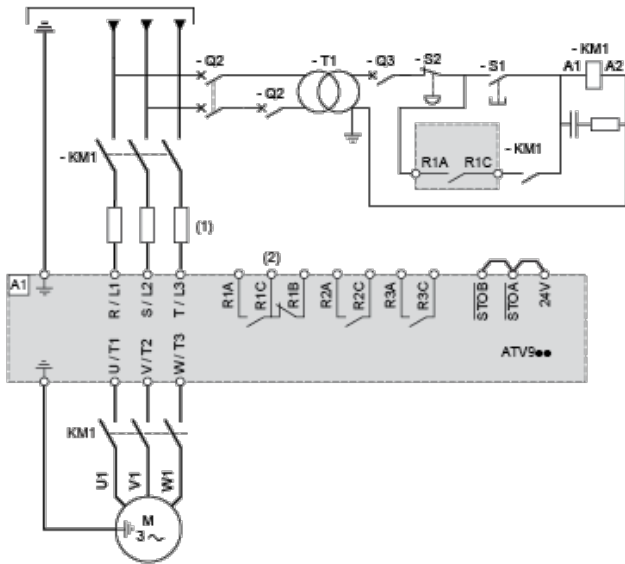 - Q2
- T1
- Q3
- S2
- S1
- KM1
A1
A2
- Q2
- KM1
R1A
R1C
- KM1
(1)
(2)
A1
R / L1
S / L2
T / L3
R1A
R1C
R1B
R2A
R2C
R3A
R3C
STOB
STOA
24V
U / T1
V / T2
W / T3
ATV9●●
KM1
U1
V1
W1
M
3 ~